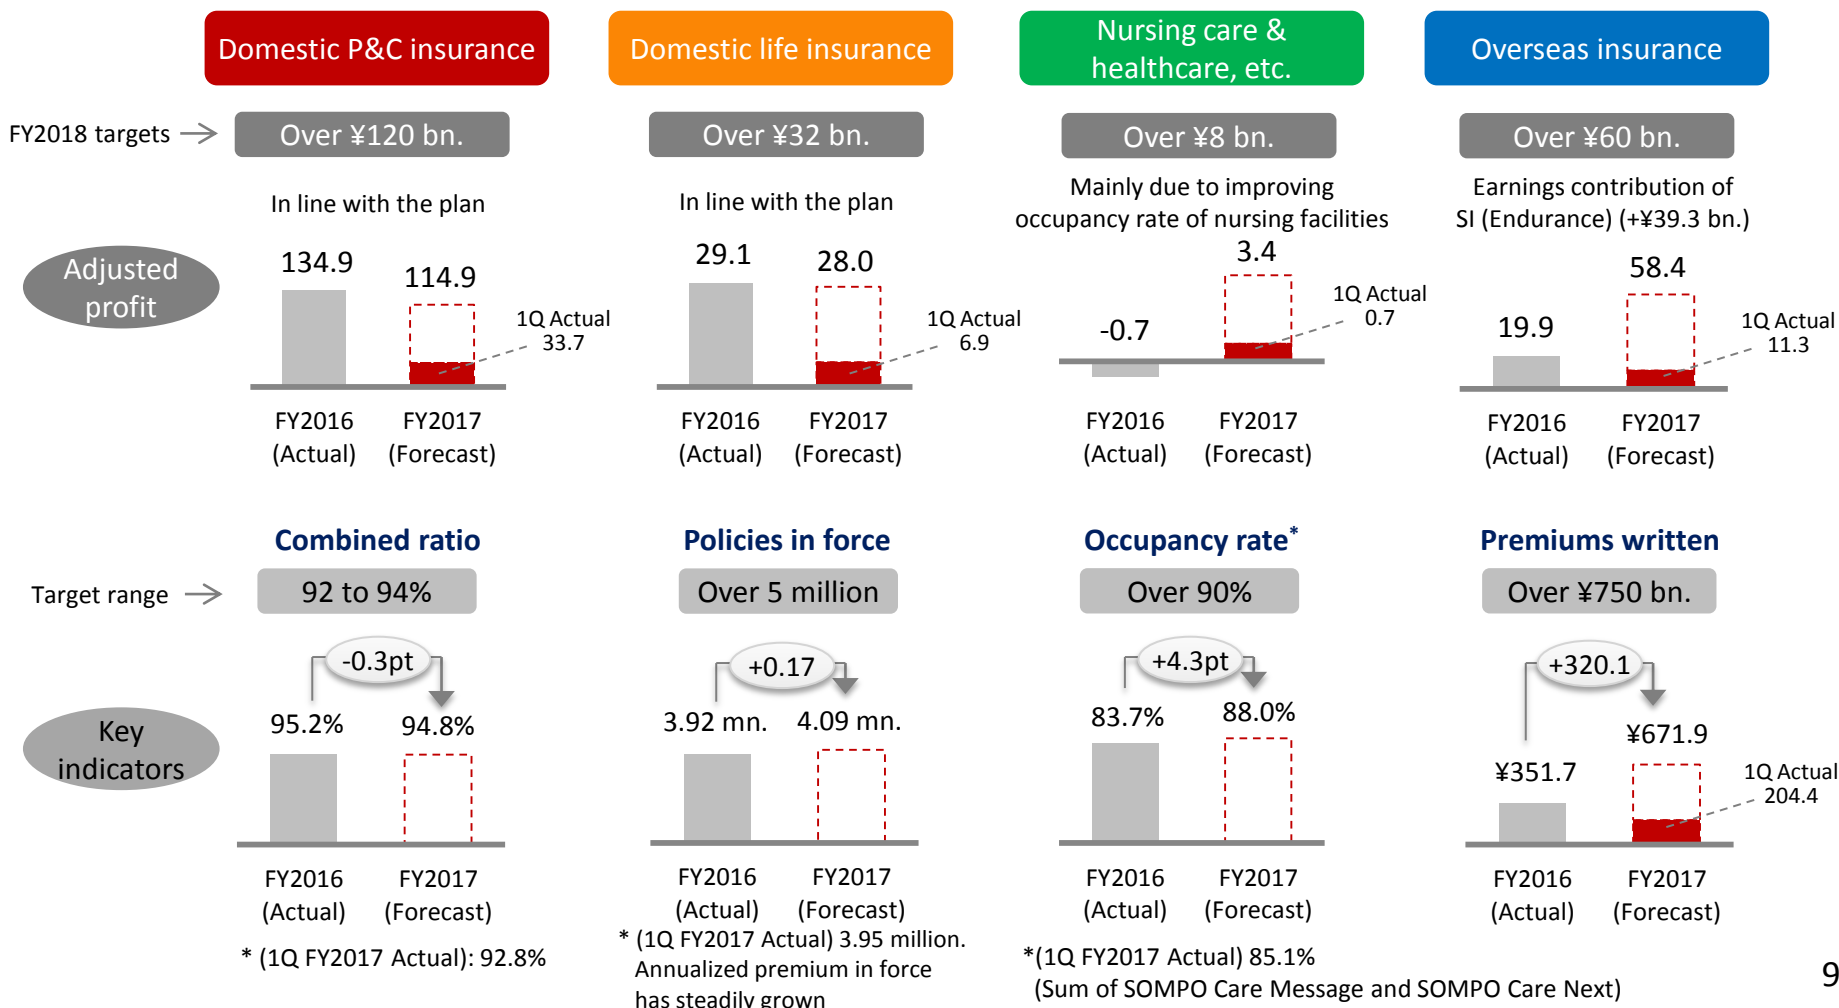 Domestic P&C insurance
Domestic life insurance
Nursing care &
healthcare, etc.
Overseas insurance
FY2018 targets
Over ¥120 bn.
Over ¥32 bn.
Over ¥8 bn.
Over ¥60 bn.
Adjusted
profit
In line with the plan
134.9
114.9
1Q Actual
33.7
FY2016
(Actual)
FY2017
(Forecast)
In line with the plan
29.1
28.0
1Q Actual
6.9
FY2016
(Actual)
FY2017
(Forecast)
Mainly due to improving
occupancy rate of nursing facilities
-0.7
3.4
1Q Actual
0.7
FY2016
(Actual)
FY2017
(Forecast)
Earnings contribution of
SI (Endurance) (+¥39.3 bn.)
19.9
58.4
1Q Actual
11.3
FY2016
(Actual)
FY2017
(Forecast)
Combined ratio
Policies in force
Occupancy rate*
Premiums written
Target range
92 to 94%
Over 5 million
Over 90%
Over ¥750 bn.
Key
indicators
-0.3pt
95.2%
94.8%
FY2016
(Actual)
FY2017
(Forecast)
* (1Q FY2017 Actual): 92.8%
+0.17
3.92 mn.
4.09 mn.
FY2016
(Actual)
FY2017
(Forecast)
* (1Q FY2017 Actual) 3.95 million.
Annualized premium in force
has steadily grown
+4.3pt
83.7%
88.0%
FY2016
(Actual)
FY2017
(Forecast)
*(1Q FY2017 Actual) 85.1%
(Sum of SOMPO Care Message and SOMPO Care Next)
+320.1
¥351.7
¥671.9
1Q Actual
204.4
FY2016
(Actual)
FY2017
(Forecast)
9